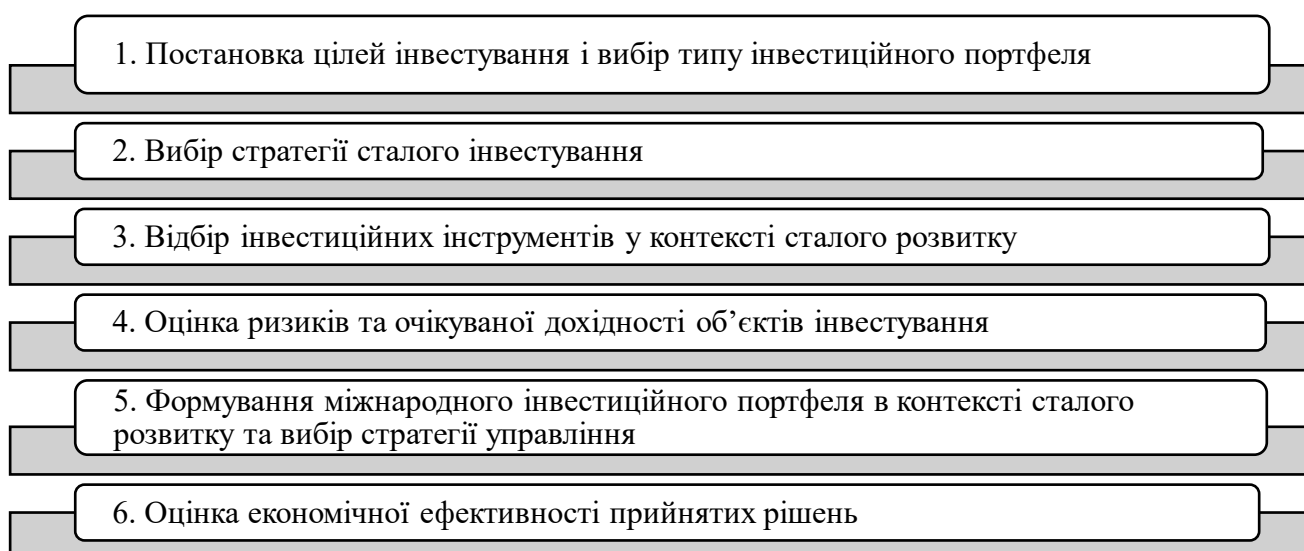 1. Постановка цілей інвестування і вибір типу інвестиційного портфеля
2. Вибір стратегії сталого інвестування
3. Відбір інвестиційних інструментів у контексті сталого розвитку
4. Оцінка ризиків та очікуваної дохідності об’єктів інвестування
5. Формування міжнародного інвестиційного портфеля в контексті сталого
розвитку та вибір стратегії управління
6. Оцінка економічної ефективності прийнятих рішень